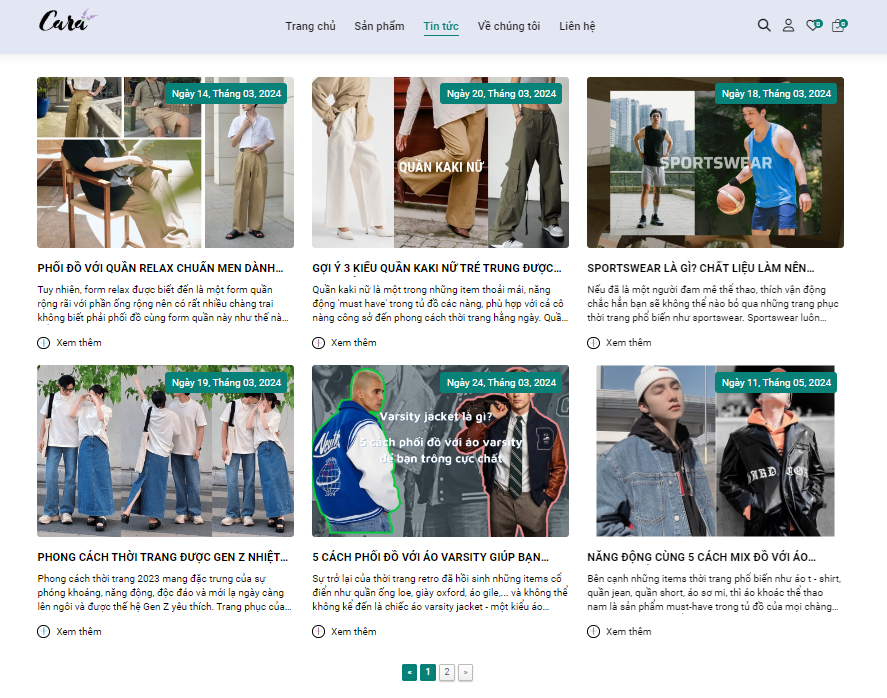 Cara
Trang chủ Sản phẩm Tin tức Về chúng tôi Liên hệ
0 0
Ngày 14, Tháng 03, 2024
PHỐI ĐỒ VỚI QUẦN RELAX CHUẨN MEN DÀNH...
Tuy nhiên, form relax được biết đến là một form quần
rộng rãi với phần ống rộng nên có rất nhiều chàng trai
không biết phải phối đồ cùng form quần này như thế nà...
Xem thêm
Ngày 20, Tháng 03, 2024
QUẦN KAKI NỮ
GỢI Ý 3 KIỂU QUẦN KAKI NỮ TRẺ TRUNG ĐƯỢC...
Quần kaki nữ là một trong những item thoải mái, năng
động 'must have' trong tủ đồ các nàng, phù hợp với cả cô
nàng công sở đến phong cách thời trang hằng ngày. Quầ...
Xem thêm
Ngày 18, Tháng 03, 2024
SPORTSWEAR
SPORTSWEAR LÀ GÌ? CHẤT LIỆU LÀM NÊN...
Nếu đã là một người đam mê thể thao, thích vận động
chắc hẳn bạn sẽ không thể nào bỏ qua những trang phục
thời trang phổ biến như sportswear. Sportswear luôn...
Xem thêm
Ngày 19, Tháng 03, 2024
PHONG CÁCH THỜI TRANG ĐƯỢC GEN Z NHIỆT...
Phong cách thời trang 2023 mang đặc trưng của sự
phóng khoáng, năng động, độc đáo và mới lạ ngày càng
lên ngôi và được thế hệ Gen Z yêu thích. Trang phục của...
Xem thêm
Ngày 24, Tháng 03, 2024
Varsity jacket là gì?
5 cách phối đồ với áo varsity
để bạn trông cực chất
5 CÁCH PHỐI ĐỒ VỚI ÁO VARSITY GIÚP BẠN...
Sự trở lại của thời trang retro đã hồi sinh những items cổ
điển như quần ống loe, giày oxford, áo gile,... và không thể
không kể đến là chiếc áo varsity jacket - một kiểu áo...
Xem thêm
Ngày 11, Tháng 05, 2024
NĂNG ĐỘNG CÙNG 5 CÁCH MIX ĐỒ VỚI ÁO...
Bên cạnh những items thời trang phổ biến như áo t - shirt,
quần jean, quần short, áo sơ mi, thì áo khoác thể thao
nam là sản phẩm must-have trong tủ đồ của mọi chàng...
Xem thêm
« 1 2 »